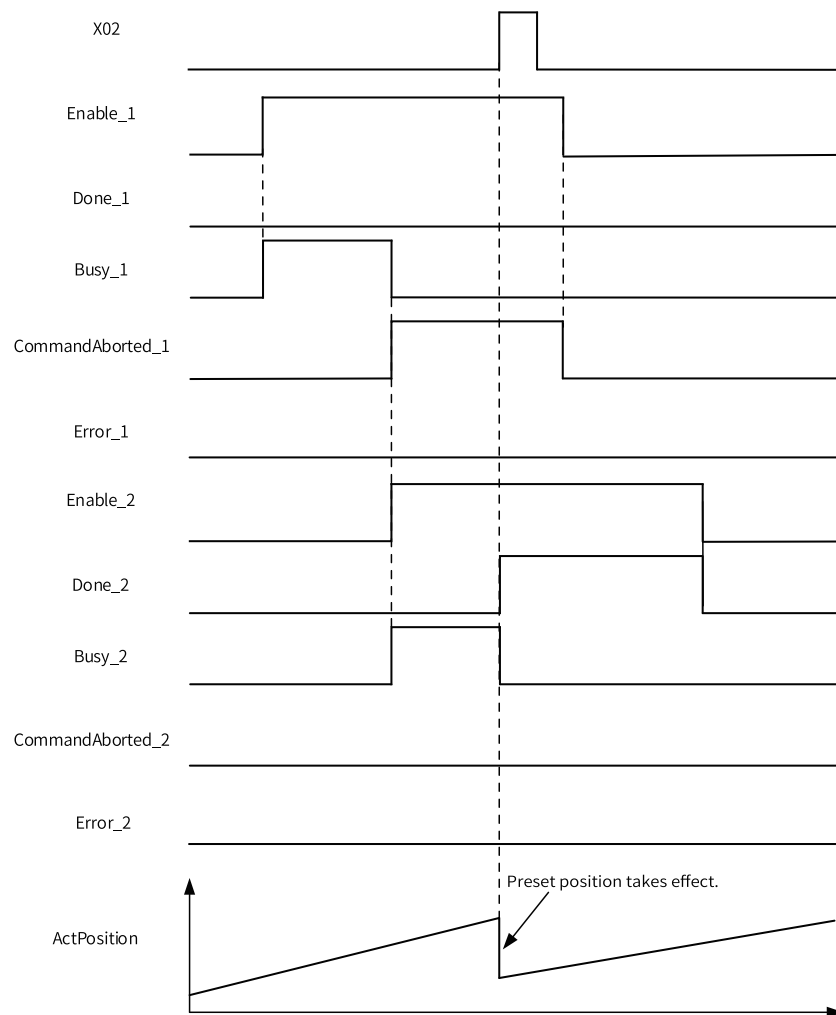 X02
Enable_1
Done_1
Busy_1
CommandAborted_1
Error_1
Enable_2
Done_2
Busy_2
CommandAborted_2
Error_2
Preset position takes effect.
ActPosition